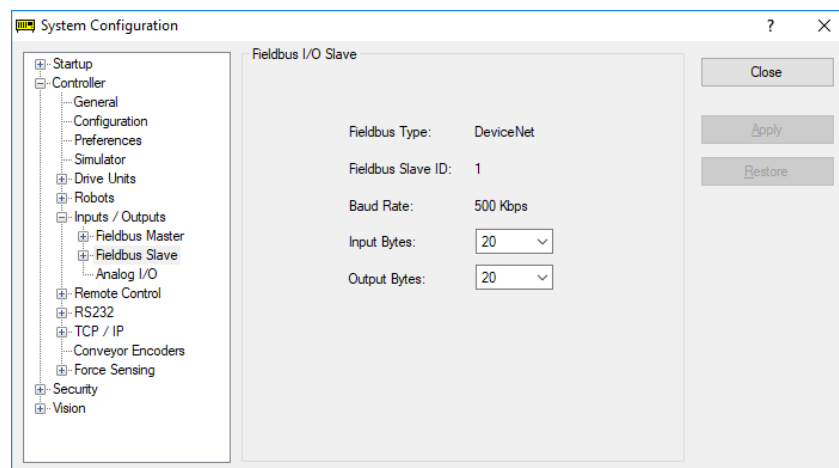 System Configuration
?
Startup
Controller
General
Configuration
Preferences
Simulator
Drive Units
Robots
Inputs / Outputs
Fieldbus Master
Fieldbus Slave
Analog I/O
Remote Control
RS232
TCP / IP
Conveyor Encoders
Force Sensing
Security
Vision
Fieldbus I/O Slave
Fieldbus Type: DeviceNet
Fieldbus Slave ID: 1
Baud Rate: 500 Kbps
Input Bytes: 20
Output Bytes: 20
Close
Apply
Restore